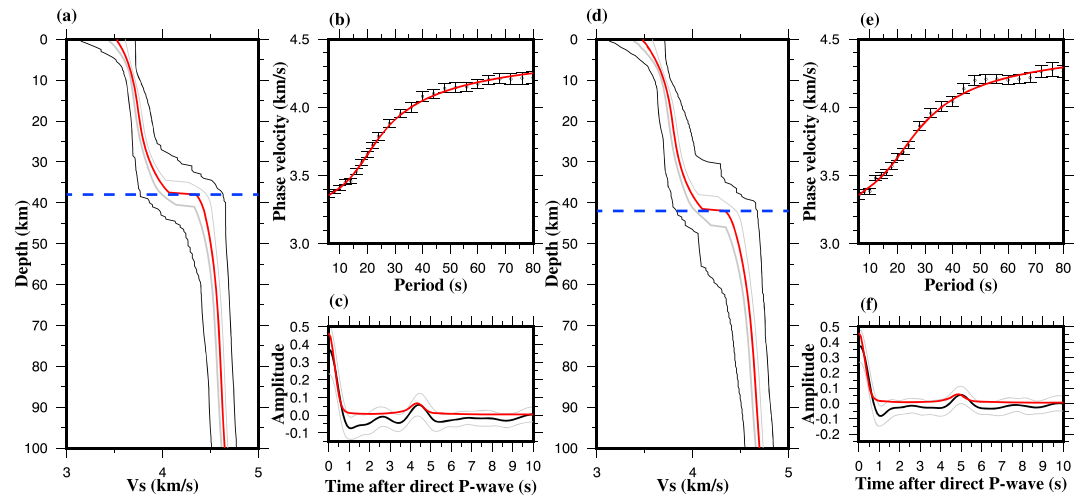 (a)
0
10
20
30
40
50
60
70
80
90
100
Depth (km)
3 4 5
Vs (km/s)
(b)
4.5
4.0
3.5
3.0
Phase velocity (km/s)
10 20 30 40 50 60 70 80
Period (s)
(c)
0.5
0.4
0.3
0.2
0.1
0.0
-0.1
Amplitude
0 1 2 3 4 5 6 7 8 9 10
Time after direct P-wave (s)
(d)
0
10
20
30
40
50
60
70
80
90
100
Depth (km)
3 4 5
Vs (km/s)
(e)
4.5
4.0
3.5
3.0
Phase velocity (km/s)
10 20 30 40 50 60 70 80
Period (s)
(f)
0.5
0.4
0.3
0.2
0.1
0.0
-0.1
-0.2
Amplitude
0 1 2 3 4 5 6 7 8 9 10
Time after direct P-wave (s)